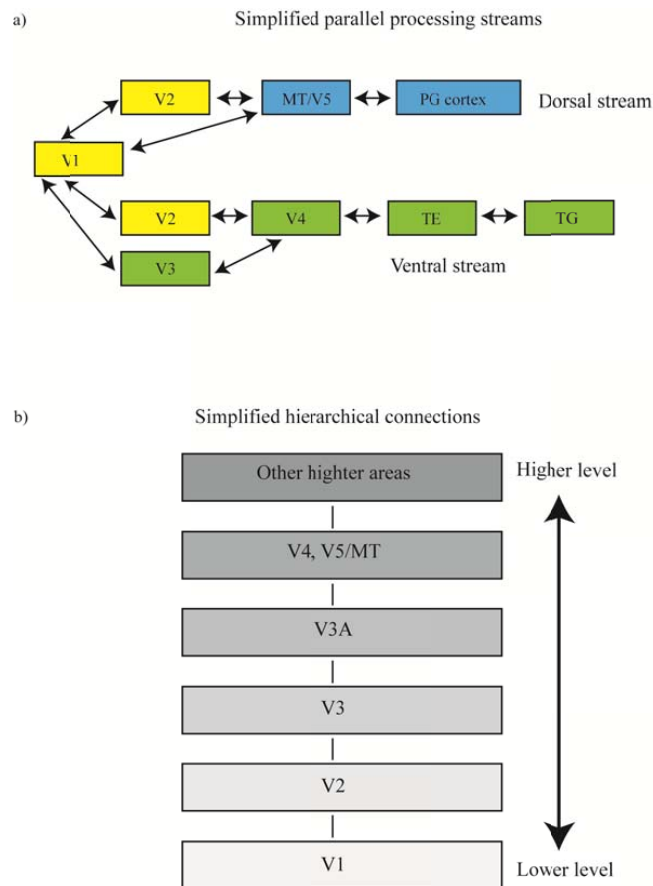 a)
Simplified parallel processing streams
V2
MT/V5
PG cortex
Dorsal stream
V1
V2
V4
TE
TG
V3
Ventral stream
b)
Simplified hierarchical connections
Other highter areas
Higher level
V4, V5/MT
V3A
V3
V2
V1
Lower level